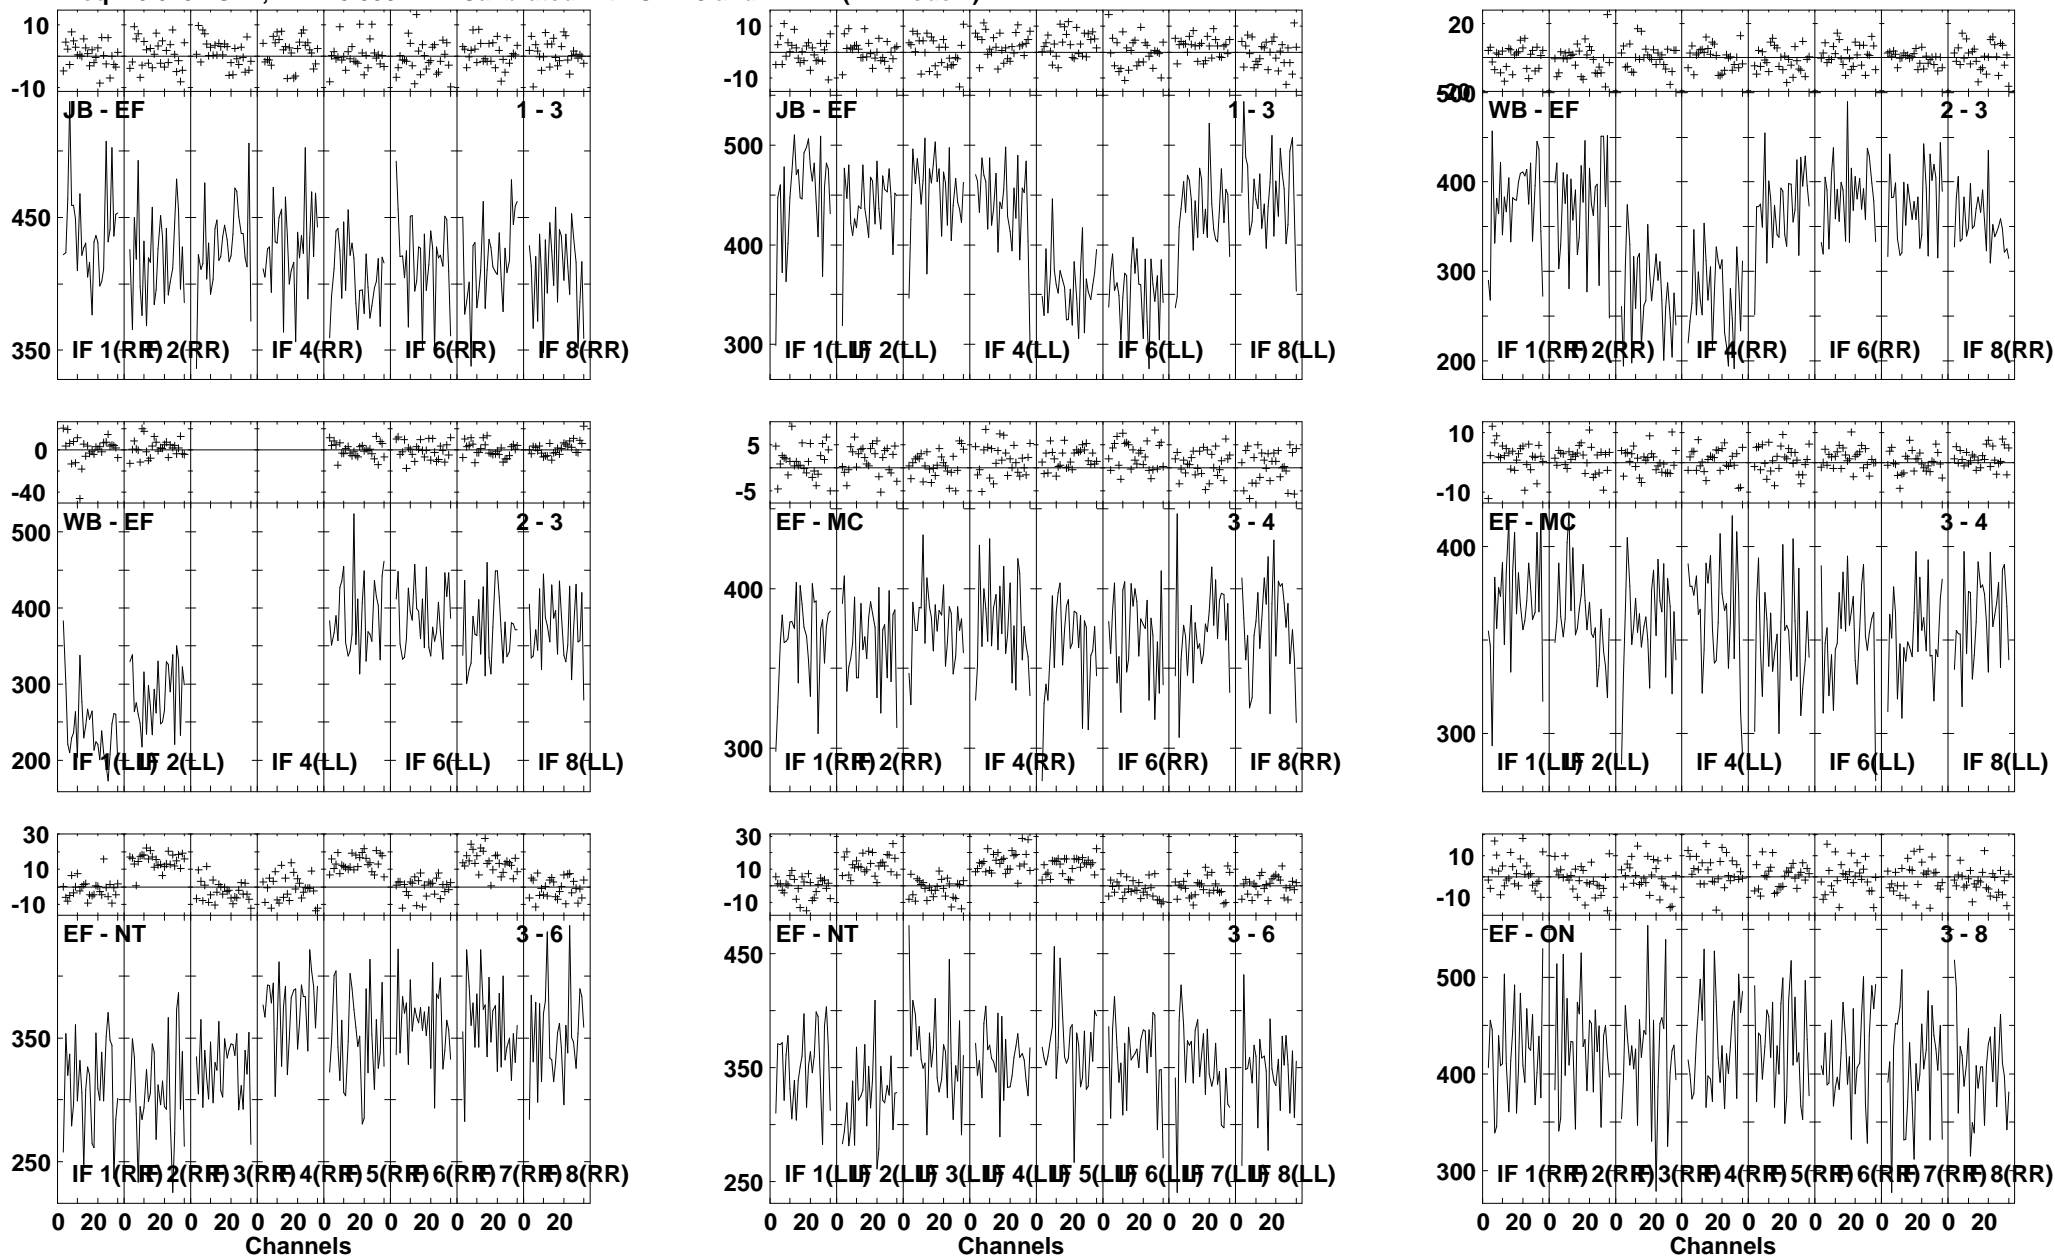 10
-10
JB - EF
1 - 3
450
350
IF 1(RR)
IF 2(RR)
IF 4(RR)
IF 6(RR)
IF 8(RR)
10
-10
JB - EF
1 - 3
500
400
300
IF 1(LL)
IF 2(LL)
IF 4(LL)
IF 6(LL)
IF 8(LL)
20
-20
500
WB - EF
2 - 3
400
300
200
IF 1(RR)
IF 2(RR)
IF 4(RR)
IF 6(RR)
IF 8(RR)
0
-40
WB - EF
2 - 3
500
400
300
200
IF 1(LL)
IF 2(LL)
IF 4(LL)
IF 6(LL)
IF 8(LL)
5
-5
EF - MC
3 - 4
400
300
IF 1(RR)
IF 2(RR)
IF 4(RR)
IF 6(RR)
IF 8(RR)
10
-10
EF - MC
3 - 4
400
300
IF 1(LL)
IF 2(LL)
IF 4(LL)
IF 6(LL)
IF 8(LL)
30
10
-10
EF - NT
3 - 6
350
250
IF 1(RR)
IF 2(RR)
IF 3(RR)
IF 4(RR)
IF 5(RR)
IF 6(RR)
IF 7(RR)
IF 8(RR)
0 20 0 20 0 20 0 20 0 20 0 20 0 20 0 20
Channels
30
10
-10
EF - NT
3 - 6
450
350
250
IF 1(LL)
IF 2(LL)
IF 3(LL)
IF 4(LL)
IF 5(LL)
IF 6(LL)
IF 7(LL)
IF 8(LL)
0 20 0 20 0 20 0 20 0 20 0 20 0 20 0 20
Channels
10
-10
EF - ON
3 - 8
500
400
300
IF 1(RR)
IF 2(RR)
IF 3(RR)
IF 4(RR)
IF 5(RR)
IF 6(RR)
IF 7(RR)
IF 8(RR)
0 20 0 20 0 20 0 20 0 20 0 20 0 20 0 20
Channels